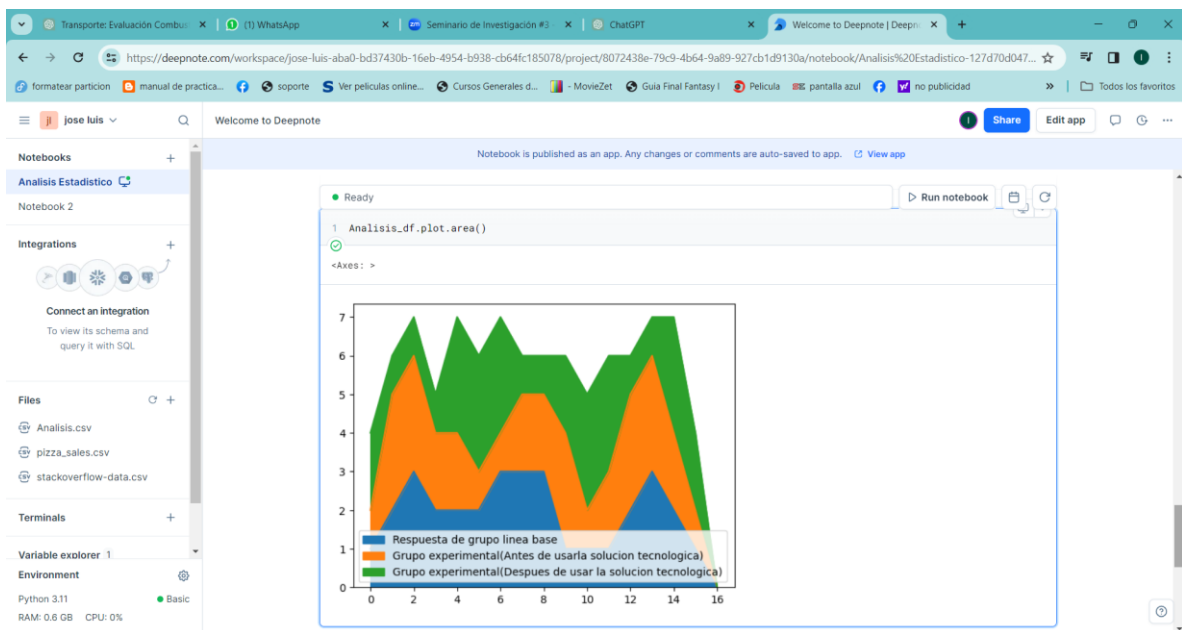 Transporte: Evaluación Combus
(1) WhatsApp
Seminario de Investigación #3 -
ChatGPT
Welcome to Deepnote | Deepn
https://deepnote.com/workspace/jose-luis-aba0-bd37430b-16eb-4954-b938-cb64fc185078/project/8072438e-79c9-4b64-9a89-927cb1d9130a/notebook/Analisis%20Estadistico-127d70d047...
formatear particion
manual de practica...
soporte
Ver peliculas online...
Cursos Generales d...
- MovieZet
Guia Final Fantasy I
Pelicula
pantalla azul
no publicidad
»
Todos los favoritos
jl jose luis
Welcome to Deepnote
I
Share
Edit app
Notebook is published as an app. Any changes or comments are auto-saved to app.
View app
Notebooks +
Analisis Estadistico
Notebook 2
Integrations +
Connect an integration
To view its schema and
query it with SQL
Files +
Analisis.csv
pizza_sales.csv
stackoverflow-data.csv
Terminals +
Variable explorer 1
Environment
Python 3.11 Basic
RAM: 0.6 GB CPU: 0%
Ready
Run notebook
1 Analisis_df.plot.area()
<Axes: >
7
6
5
4
3
2
1
0
Respuesta de grupo linea base
Grupo experimental(Antes de usarla solucion tecnologica)
Grupo experimental(Despues de usar la solucion tecnologica)
0 2 4 6 8 10 12 14 16